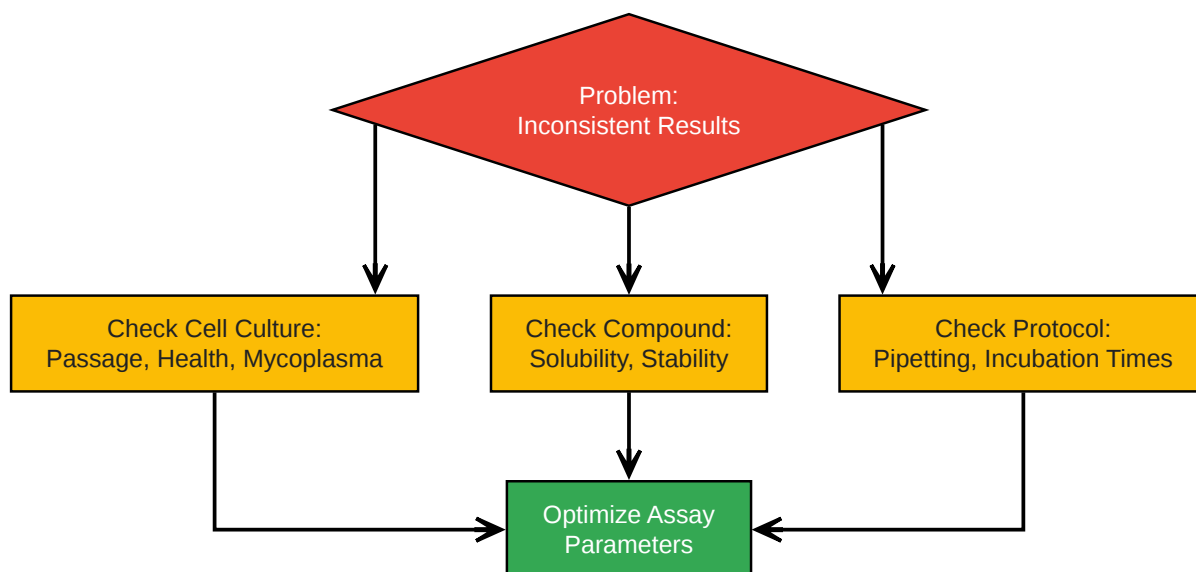 Problem:
Inconsistent Results
Check Cell Culture:
Passage, Health, Mycoplasma
Check Compound:
Solubility, Stability
Check Protocol:
Pipetting, Incubation Times
Optimize Assay
Parameters